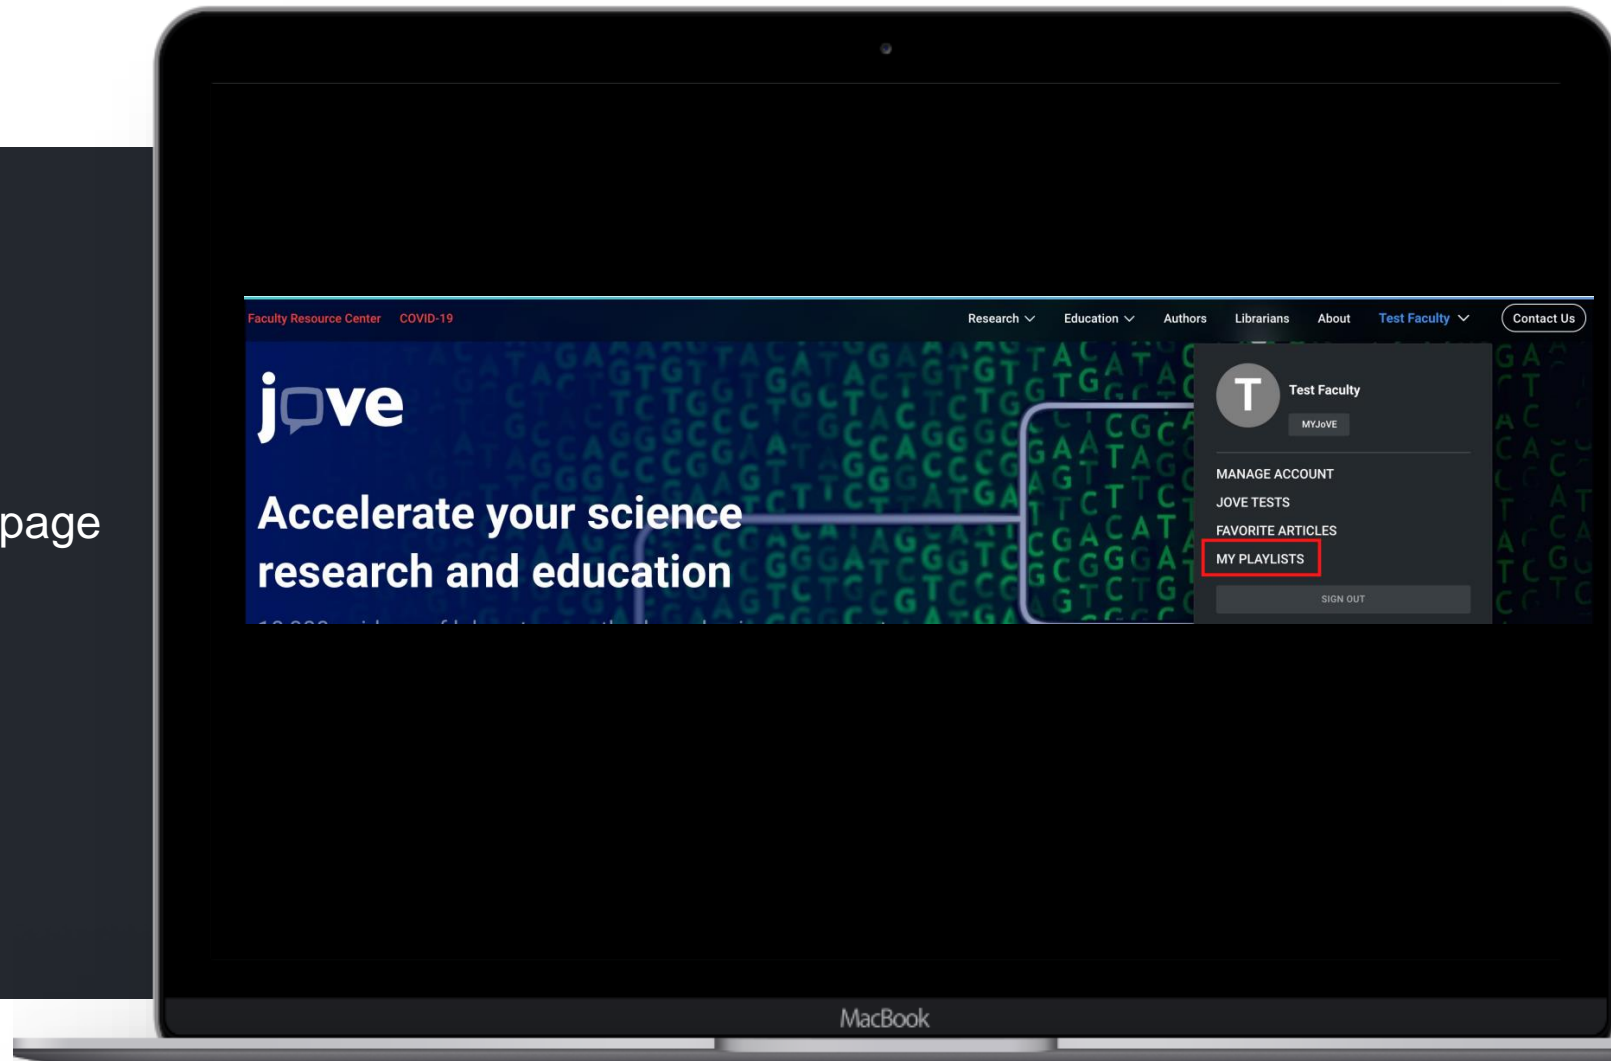 page
Faculty Resource Center COVID-19 Research Education Authors Librarians About Test Faculty Contact Us
jove
Accelerate your science
research and education
T
Test Faculty
MYJoVE
MANAGE ACCOUNT
JOVE TESTS
FAVORITE ARTICLES
MY PLAYLISTS
SIGN OUT
MacBook